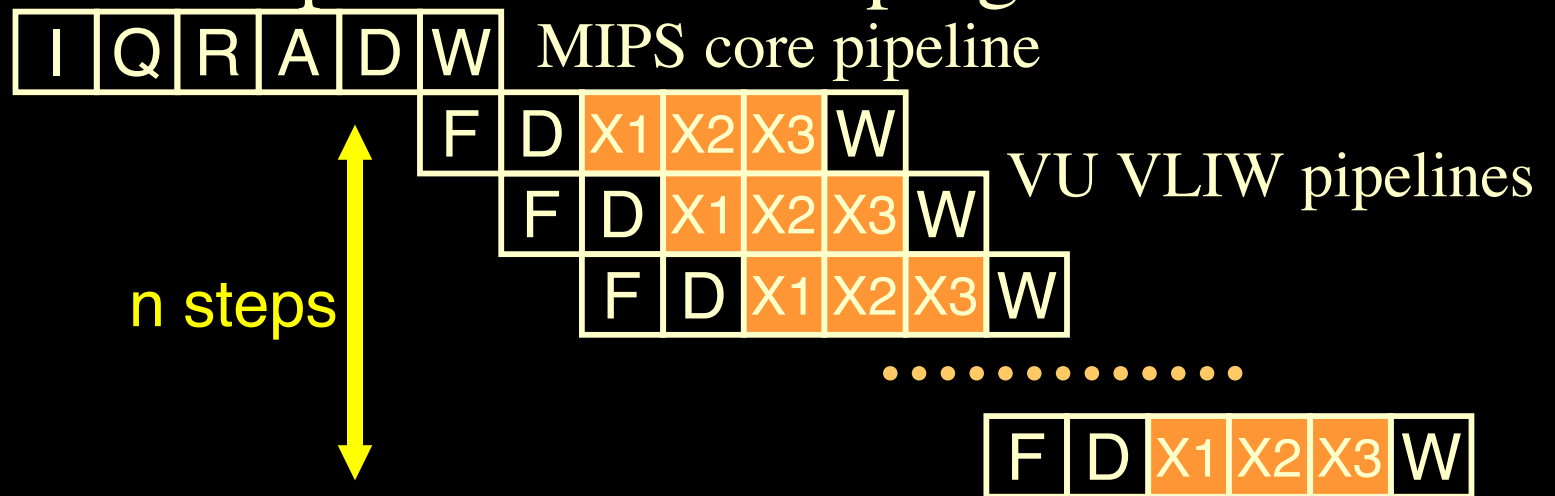 I Q R A D W MIPS core pipeline
F D X1 X2 X3 W
VU VLIW pipelines
F D X1 X2 X3 W
F D X1 X2 X3 W
n steps
F D X1 X2 X3 W